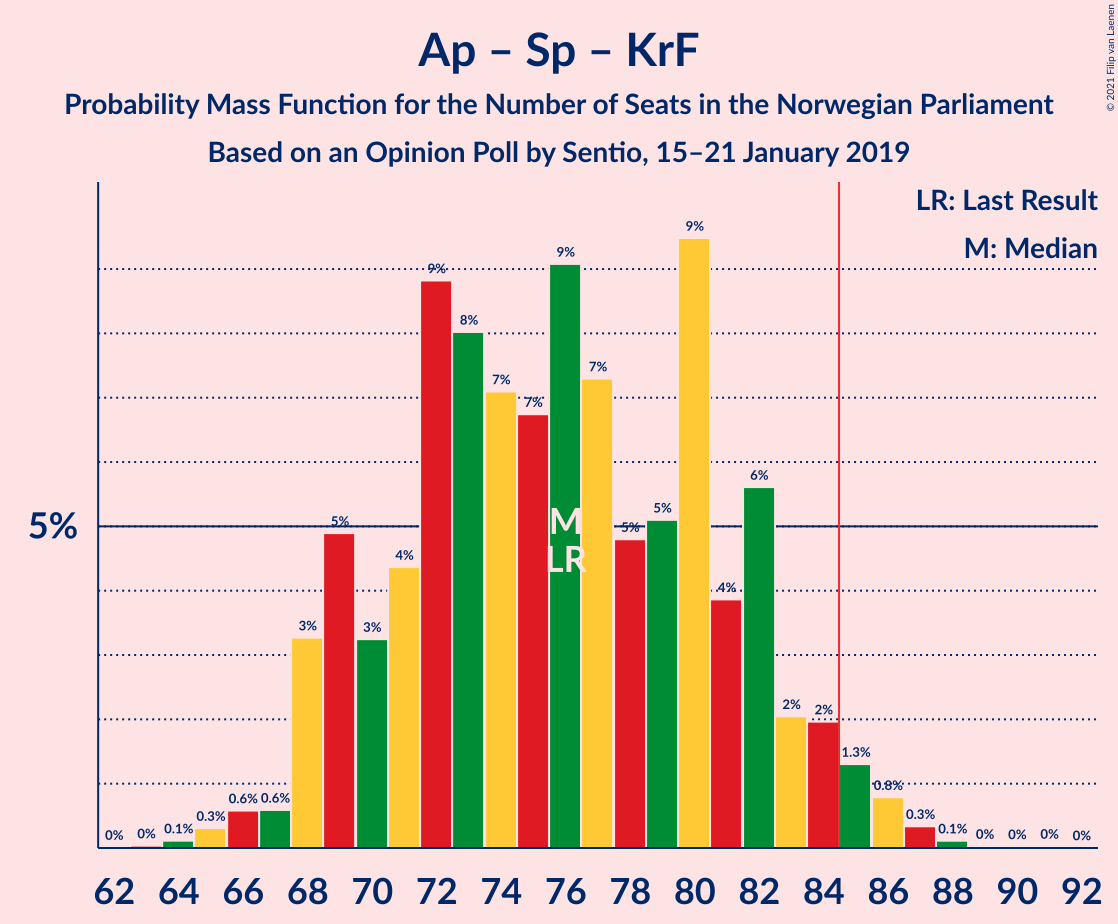 Ap – Sp – KrF
Probability Mass Function for the Number of Seats in the Norwegian Parliament
Based on an Opinion Poll by Sentio, 15–21 January 2019
© 2021 Filip van Laenen
LR: Last Result
M: Median
5%
0% 0% 0.1% 0.3% 0.6% 0.6% 3% 5% 3% 4% 9% 8% 7% 7% 9% 7% 5% 5% 9% 4% 6% 2% 2% 1.3% 0.8% 0.3% 0.1% 0% 0% 0% 0%
M
LR
62 64 66 68 70 72 74 76 78 80 82 84 86 88 90 92